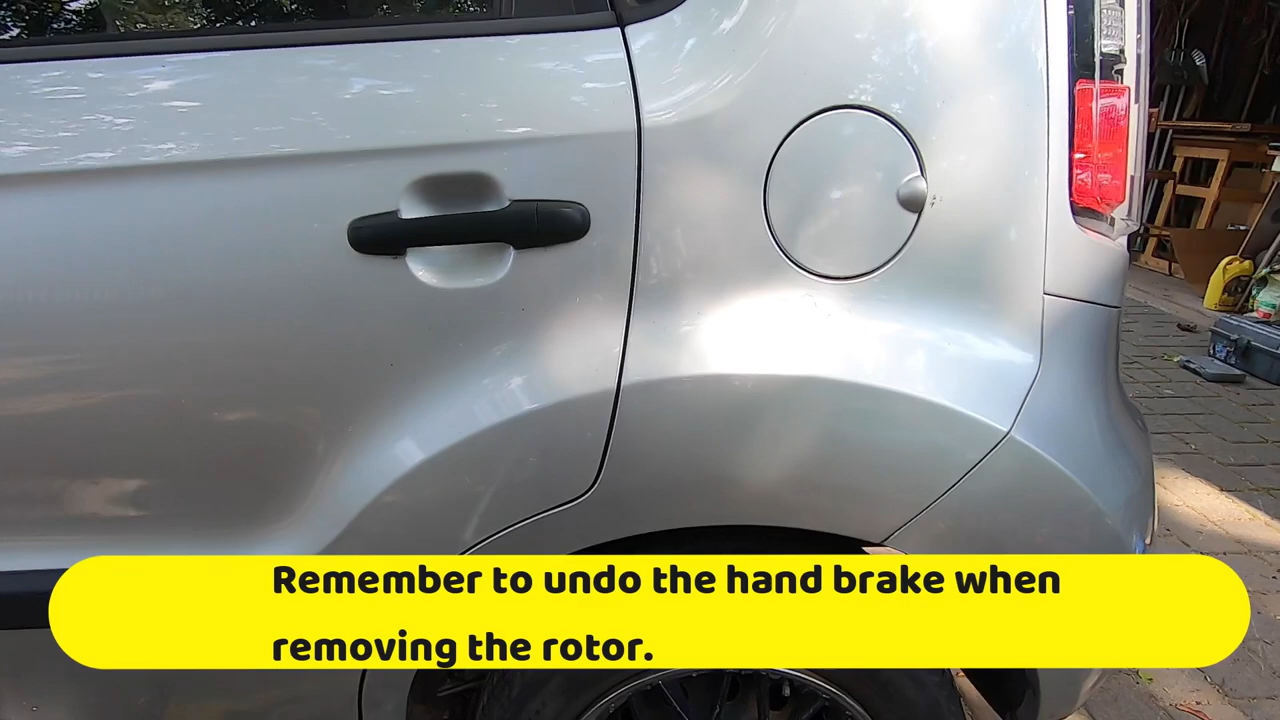 Remember to undo the hand brake when
removing the rotor.